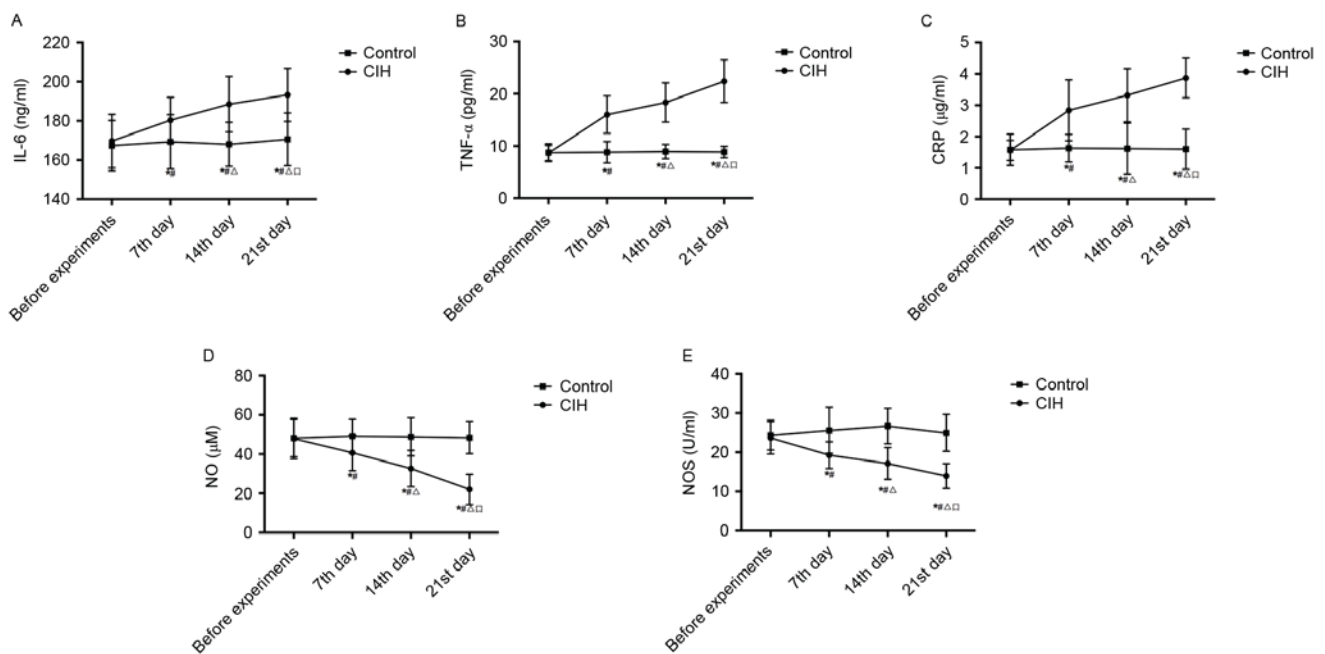 A
IL-6 (ng/ml)
220
200
180
160
140
Before experiments
7th day
14th day
21st day
*#
*#△
*#△□
Control
CIH
B
TNF-α (pg/ml)
30
20
10
0
Before experiments
7th day
14th day
21st day
*#
*#△
*#△□
Control
CIH
C
CRP (μg/ml)
5
4
3
2
1
0
Before experiments
7th day
14th day
21st day
*#
*#△
*#△□
Control
CIH
D
NO (μM)
80
60
40
20
0
Before experiments
7th day
14th day
21st day
*#
*#△
*#△□
Control
CIH
E
NOS (U/ml)
40
30
20
10
0
Before experiments
7th day
14th day
21st day
*#
*#△
*#△□
Control
CIH